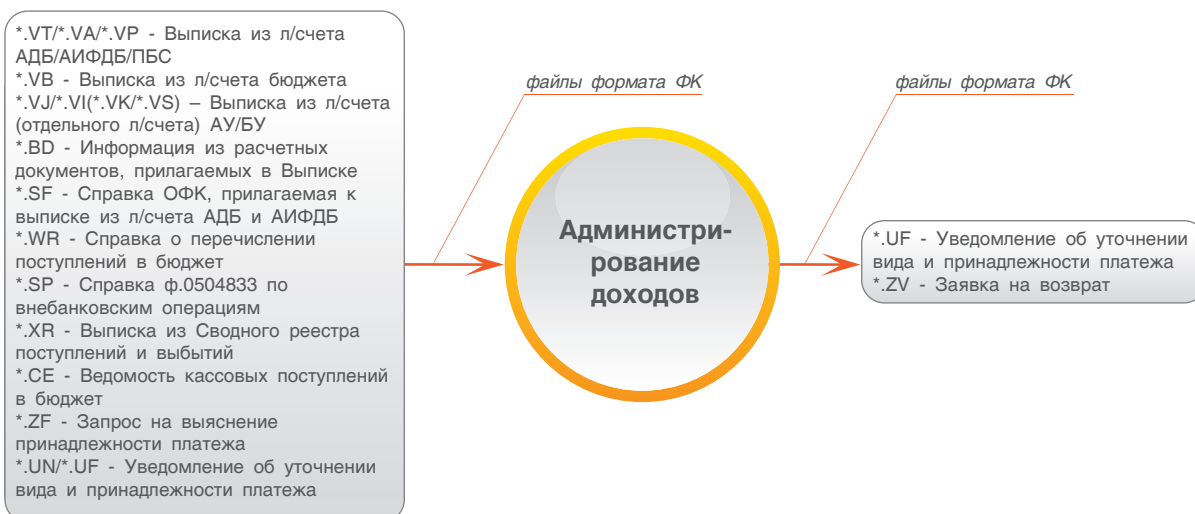 *.VT/*.VA/*.VP - Выписка из л/счета
АДБ/АИФДБ/ПБС
*.VB - Выписка из л/счета бюджета
*.VJ/*.VI(*.VK/*.VS) – Выписка из л/счета
(отдельного л/счета) АУ/БУ
*.BD - Информация из расчетных
документов, прилагаемых в Выписке
*.SF - Справка ОФК, прилагаемая к
выписке из л/счета АДБ и АИФДБ
*.WR - Справка о перечислении
поступлений в бюджет
*.SP - Справка ф.0504833 по
внебанковским операциям
*.XR - Выписка из Сводного реестра
поступлений и выбытий
*.CE - Ведомость кассовых поступлений
в бюджет
*.ZF - Запрос на выяснение
принадлежности платежа
*.UN/*.UF - Уведомление об уточнении
вида и принадлежности платежа
файлы формата ФК
Администри-
рование
доходов
файлы формата ФК
*.UF - Уведомление об уточнении
вида и принадлежности платежа
*.ZV - Заявка на возврат